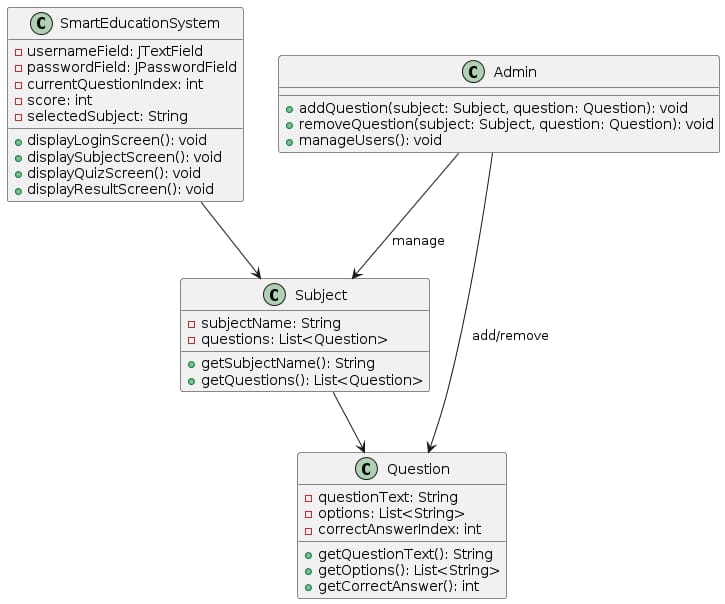 C SmartEducationSystem
usernameField: JTextField
passwordField: JPasswordField
currentQuestionIndex: int
score: int
selectedSubject: String
displayLoginScreen(): void
displaySubjectScreen(): void
displayQuizScreen(): void
displayResultScreen(): void
C Admin
addQuestion(subject: Subject, question: Question): void
removeQuestion(subject: Subject, question: Question): void
manageUsers(): void
manage
add/remove
C Subject
subjectName: String
questions: List<Question>
getSubjectName(): String
getQuestions(): List<Question>
C Question
questionText: String
options: List<String>
correctAnswerIndex: int
getQuestionText(): String
getOptions(): List<String>
getCorrectAnswer(): int